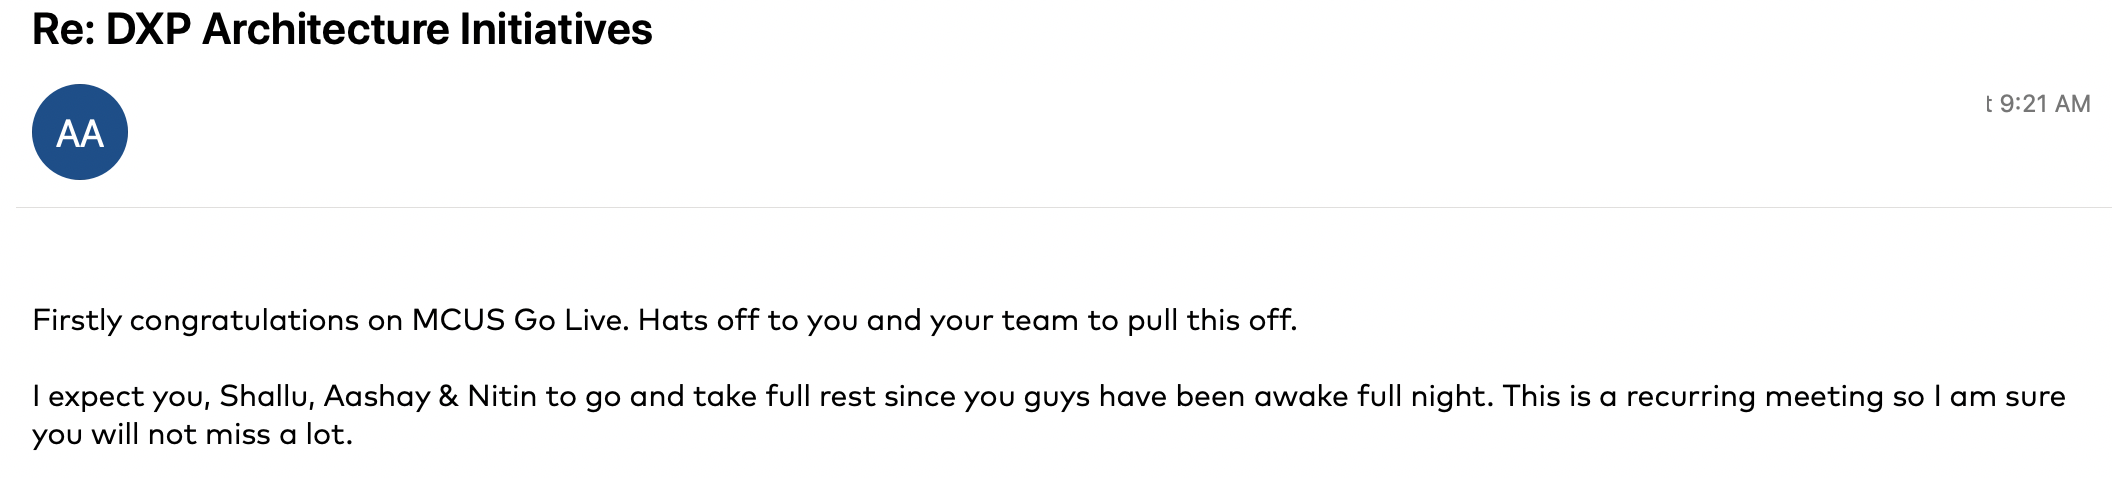 Re: DXP Architecture Initiatives
AA
t 9:21 AM
Firstly congratulations on MCUS Go Live. Hats off to you and your team to pull this off.
I expect you, Shallu, Aashay & Nitin to go and take full rest since you guys have been awake full night. This is a recurring meeting so I am sure
you will not miss a lot.